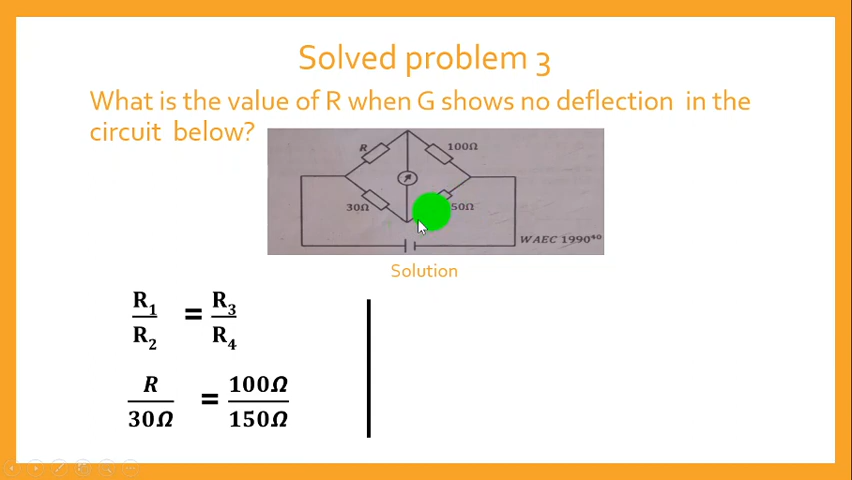 Solved problem 3
What is the value of R when G shows no deflection in the
circuit below?
R
100Ω
30Ω
50Ω
WAEC 1990⁴⁰
Solution
R₁/R₂ = R₃/R₄
R/30Ω = 100Ω/150Ω